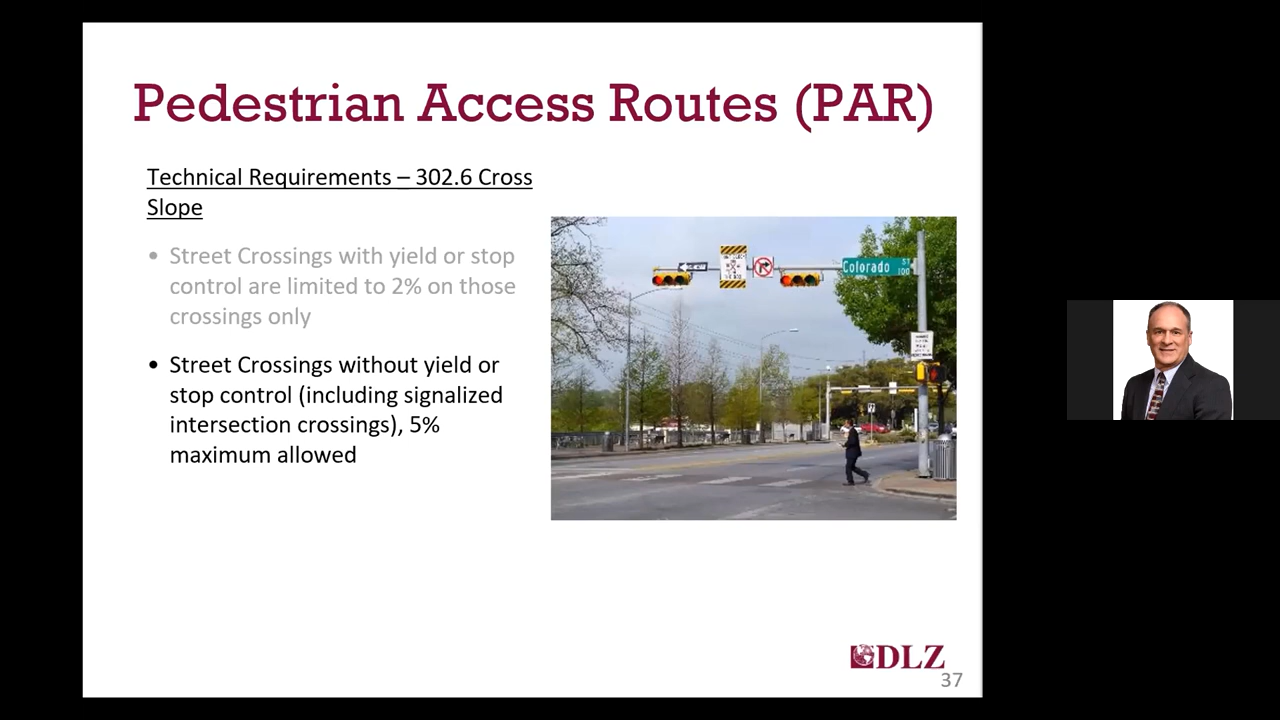 Pedestrian Access Routes (PAR)
Technical Requirements – 302.6 Cross
Slope
• Street Crossings with yield or stop
control are limited to 2% on those
crossings only
• Street Crossings without yield or
stop control (including signalized
intersection crossings), 5%
maximum allowed
Colorado ST
100
DLZ
37